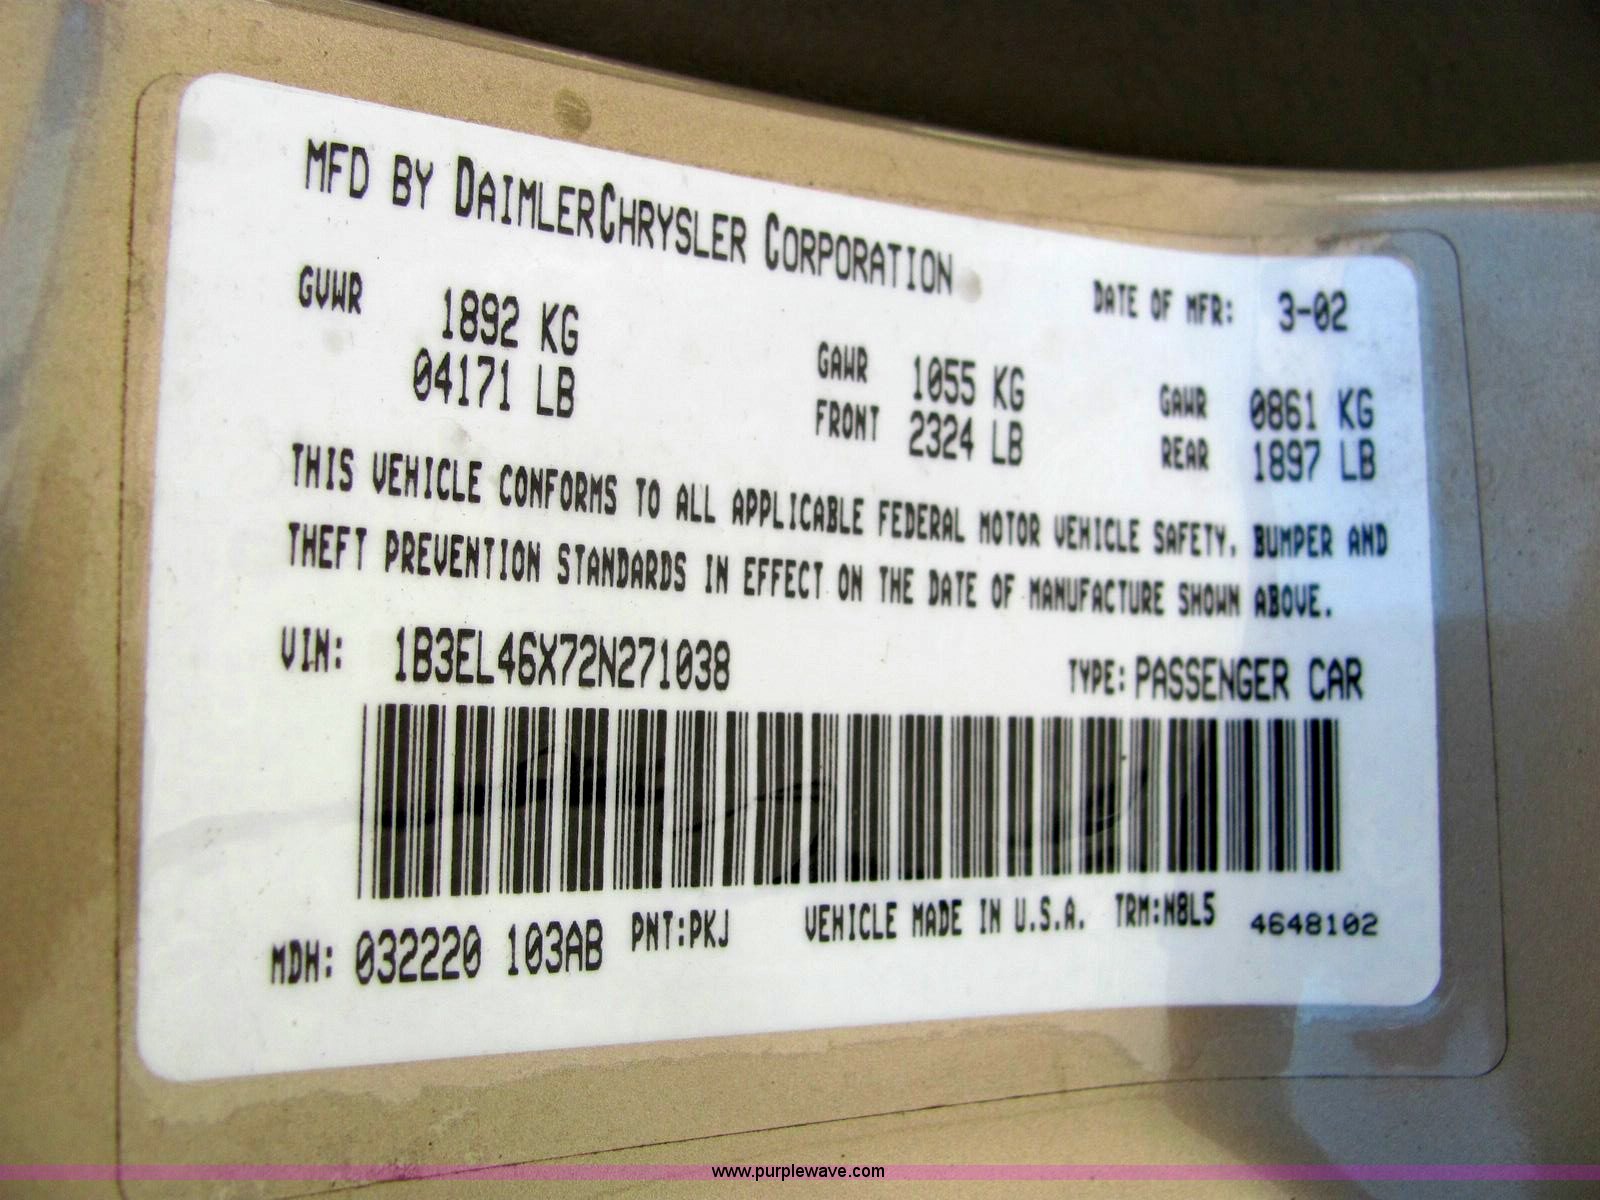 MFD BY DAIMLERCHRYSLER CORPORATION
DATE OF MFR: 3-02
GVWR 1892 KG
04171 LB
GAWR 1055 KG
FRONT 2324 LB
GAWR 0861 KG
REAR 1897 LB
THIS VEHICLE CONFORMS TO ALL APPLICABLE FEDERAL MOTOR VEHICLE SAFETY, BUMPER AND
THEFT PREVENTION STANDARDS IN EFFECT ON THE DATE OF MANUFACTURE SHOWN ABOVE.
VIN: 1B3EL46X72N271038
TYPE: PASSENGER CAR
MDH: 032220 103AB PNT:PKJ VEHICLE MADE IN U.S.A. TRM:N8L5 4648102
www.purplewave.com